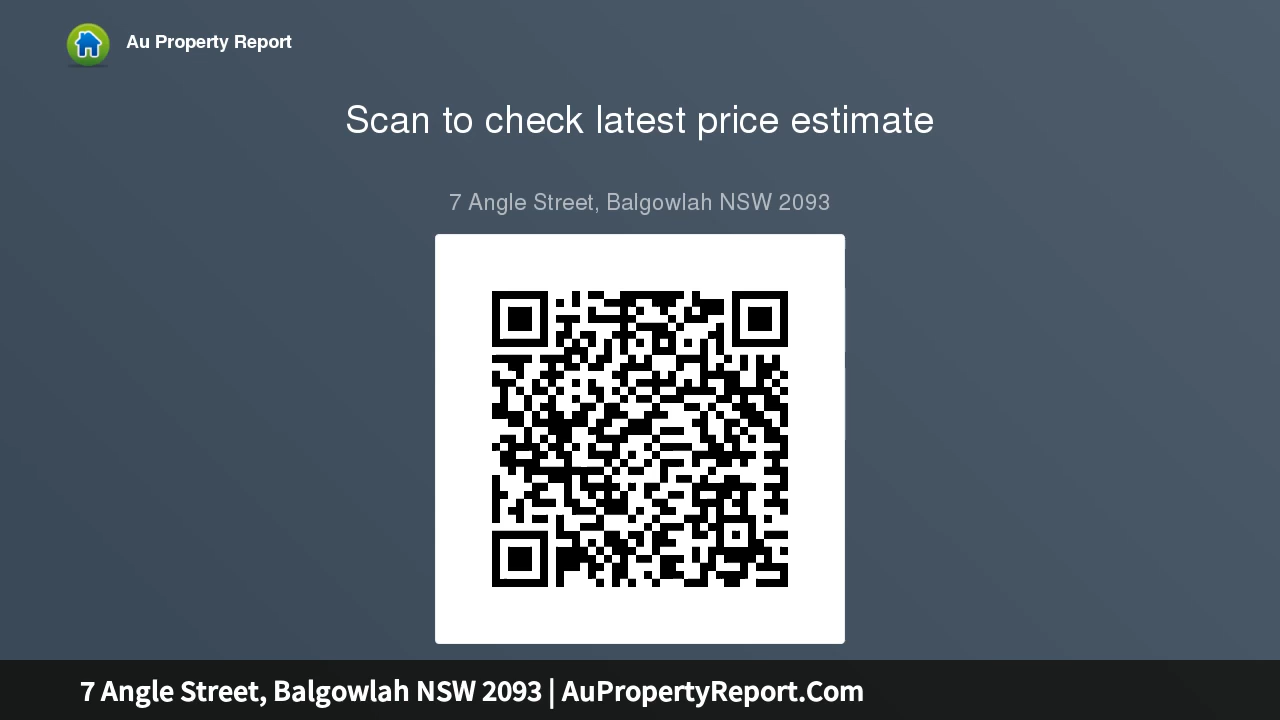 Au Property Report
Scan to check latest price estimate
7 Angle Street, Balgowlah NSW 2093
7 Angle Street, Balgowlah NSW 2093 | AuPropertyReport.Com